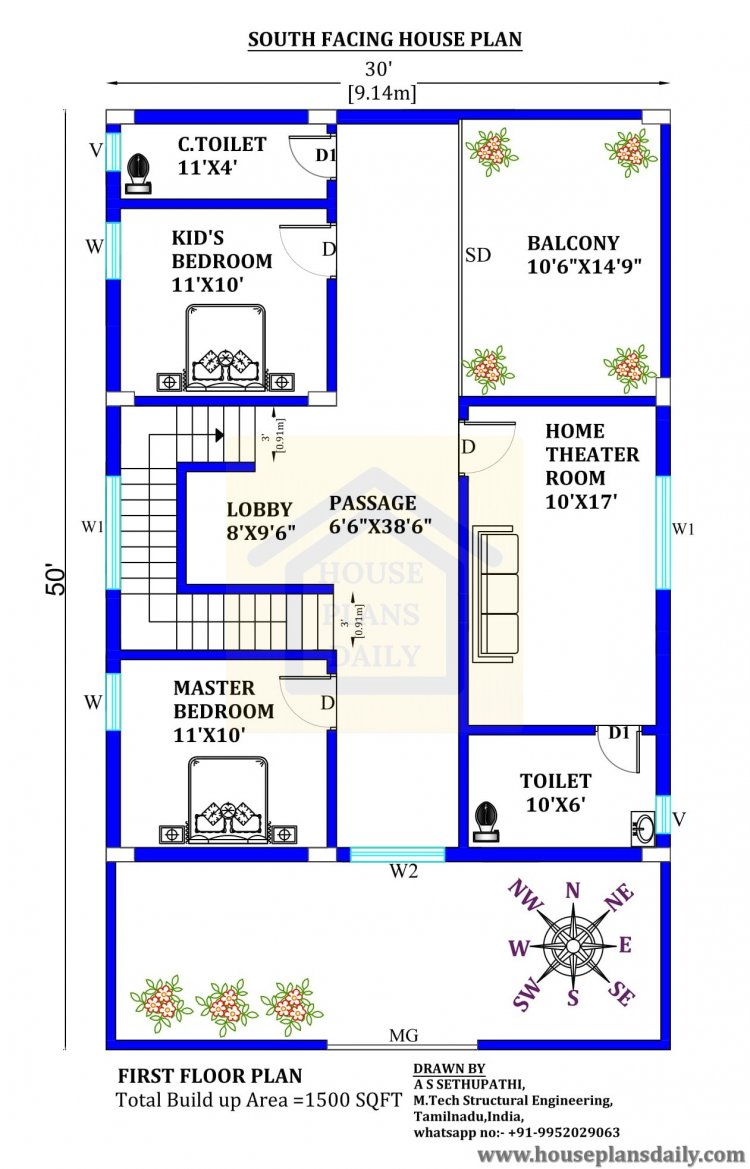 SOUTH FACING HOUSE PLAN
30'
[9.14m]
V
C.TOILET
11'X4'
D1
W
KID'S
BEDROOM
11'X10'
D
SD
BALCONY
10'6"X14'9"
3'
[0.91m]
D
HOME
THEATER
ROOM
10'X17'
W1
LOBBY
8'X9'6"
PASSAGE
6'6"X38'6"
W1
50'
HOUSE
PLANS
DAILY
3'
[0.91m]
W
MASTER
BEDROOM
11'X10'
D
D1
TOILET
10'X6'
V
W2
NW
N
NE
W
E
SW
S
SE
MG
FIRST FLOOR PLAN
Total Build up Area =1500 SQFT
DRAWN BY
A S SETHUPATHI,
M.Tech Structural Engineering,
Tamilnadu,India,
whatsapp no:- +91-9952029063
www.houseplansdaily.com